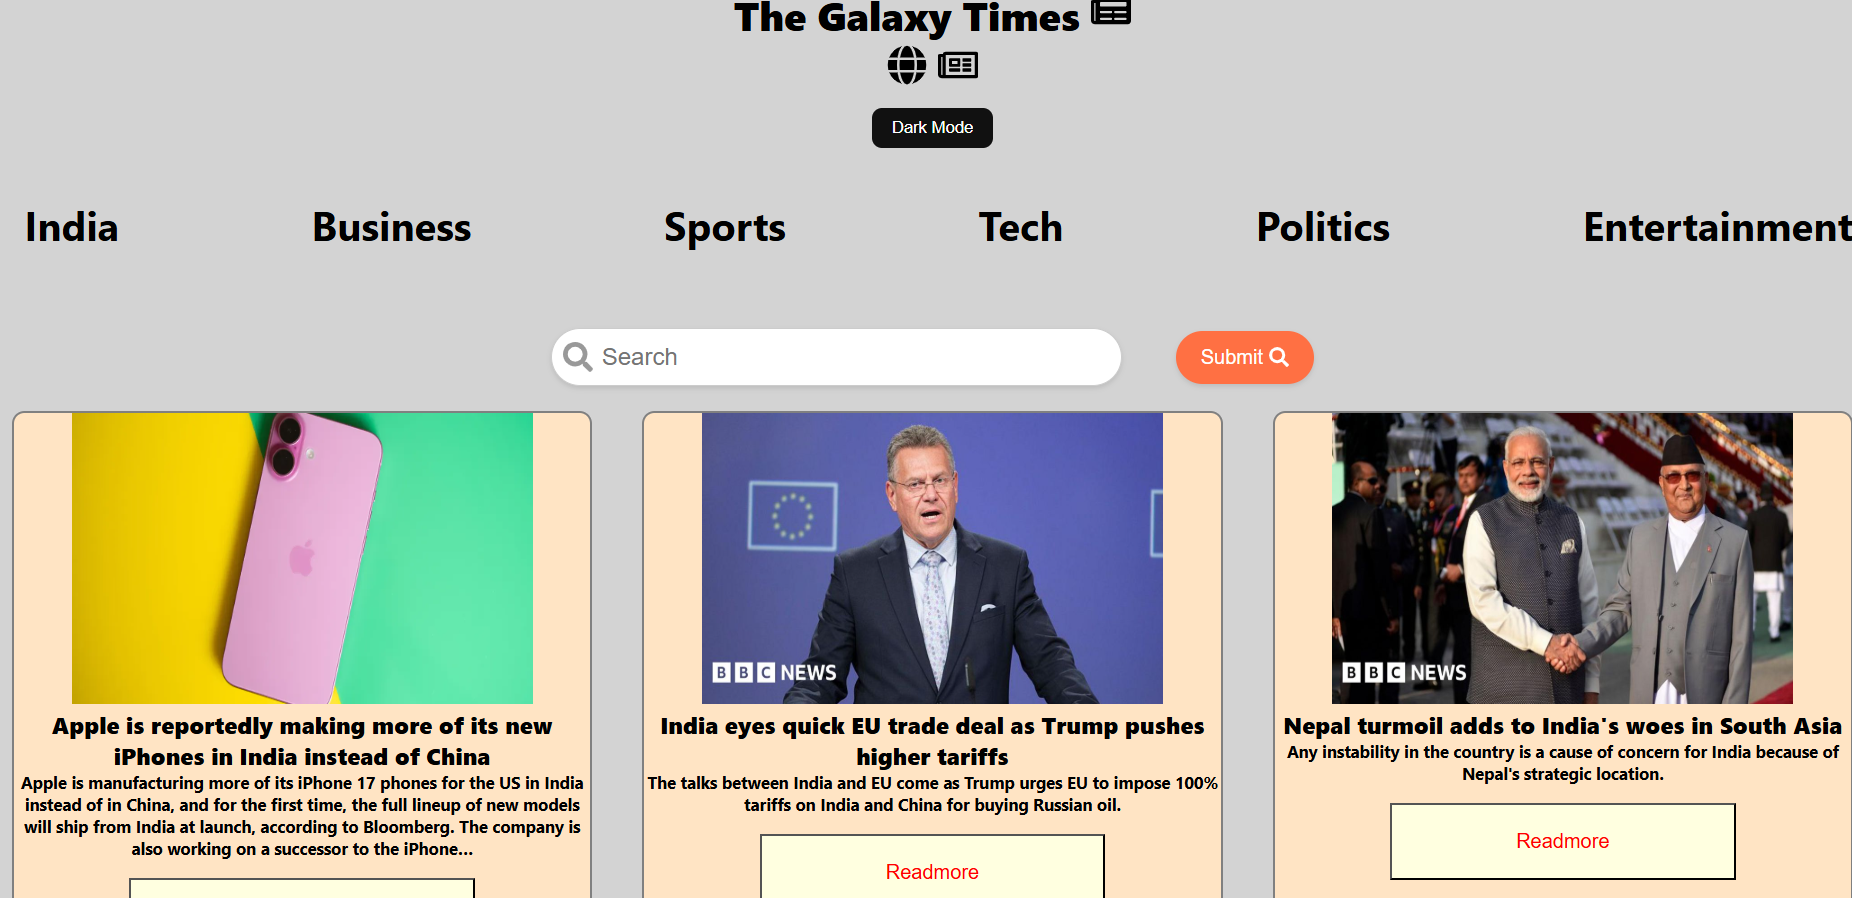 The Galaxy Times
Dark Mode
India Business Sports Tech Politics Entertainment
Search
Submit
BBC NEWS
BBC NEWS
Apple is reportedly making more of its new
iPhones in India instead of China
Apple is manufacturing more of its iPhone 17 phones for the US in India
instead of in China, and for the first time, the full lineup of new models
will ship from India at launch, according to Bloomberg. The company is
also working on a successor to the iPhone...
India eyes quick EU trade deal as Trump pushes
higher tariffs
The talks between India and EU come as Trump urges EU to impose 100%
tariffs on India and China for buying Russian oil.
Readmore
Nepal turmoil adds to India's woes in South Asia
Any instability in the country is a cause of concern for India because of
Nepal's strategic location.
Readmore